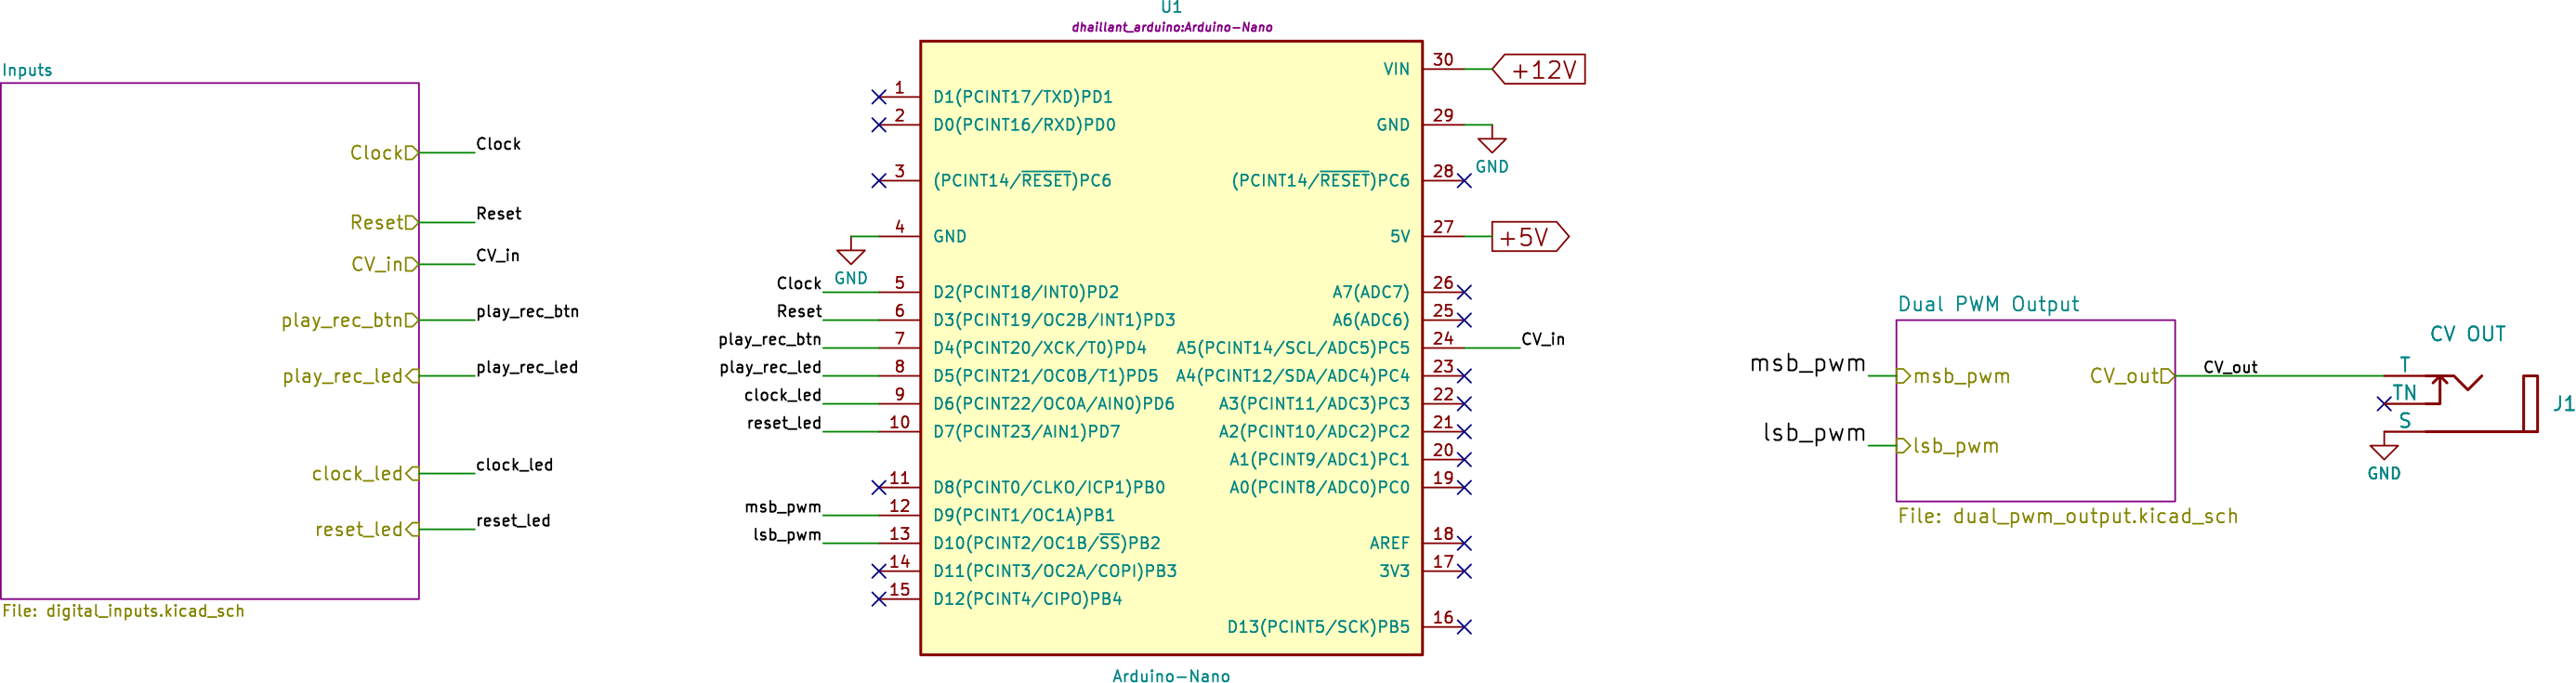 Inputs
Clock
Clock
Reset
Reset
CV_in
CV_in
play_rec_btn
play_rec_btn
play_rec_led
play_rec_led
clock_led
clock_led
reset_led
reset_led
File: digital_inputs.kicad_sch
U1
dhaillant_arduino:Arduino-Nano
1
D1(PCINT17/TXD)PD1
2
D0(PCINT16/RXD)PD0
3
(PCINT14/RESET)PC6
4
GND
GND
Clock
5
D2(PCINT18/INT0)PD2
Reset
6
D3(PCINT19/OC2B/INT1)PD3
play_rec_btn
7
D4(PCINT20/XCK/T0)PD4
play_rec_led
8
D5(PCINT21/OC0B/T1)PD5
clock_led
9
D6(PCINT22/OC0A/AIN0)PD6
reset_led
10
D7(PCINT23/AIN1)PD7
11
D8(PCINT0/CLKO/ICP1)PB0
msb_pwm
12
D9(PCINT1/OC1A)PB1
lsb_pwm
13
D10(PCINT2/OC1B/SS)PB2
14
D11(PCINT3/OC2A/COPI)PB3
15
D12(PCINT4/CIPO)PB4
VIN
30
+12V
GND
29
GND
(PCINT14/RESET)PC6
28
5V
27
+5V
A7(ADC7)
26
A6(ADC6)
25
A5(PCINT14/SCL/ADC5)PC5
24
CV_in
A4(PCINT12/SDA/ADC4)PC4
23
A3(PCINT11/ADC3)PC3
22
A2(PCINT10/ADC2)PC2
21
A1(PCINT9/ADC1)PC1
20
A0(PCINT8/ADC0)PC0
19
AREF
18
3V3
17
D13(PCINT5/SCK)PB5
16
Arduino-Nano
Dual PWM Output
msb_pwm
msb_pwm
lsb_pwm
lsb_pwm
CV_out
CV_out
File: dual_pwm_output.kicad_sch
CV OUT
T
TN
S
J1
GND